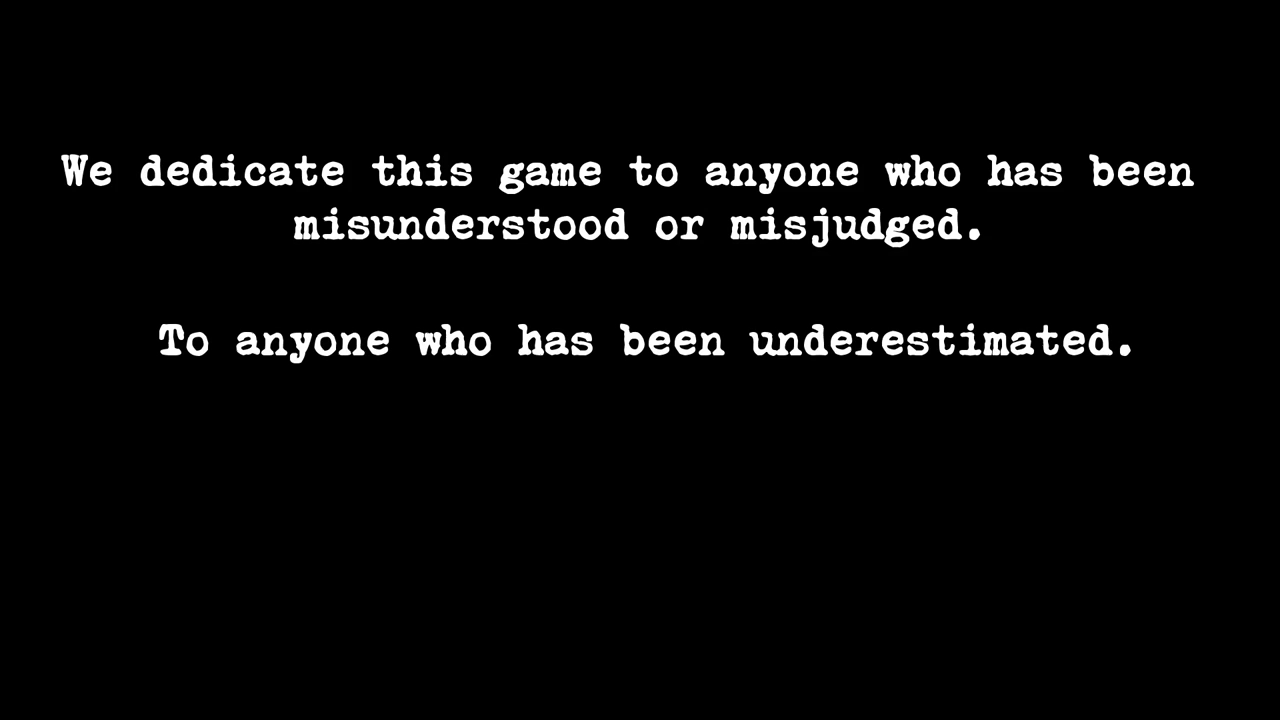 We dedicate this game to anyone who has been
misunderstood or misjudged.
To anyone who has been underestimated.